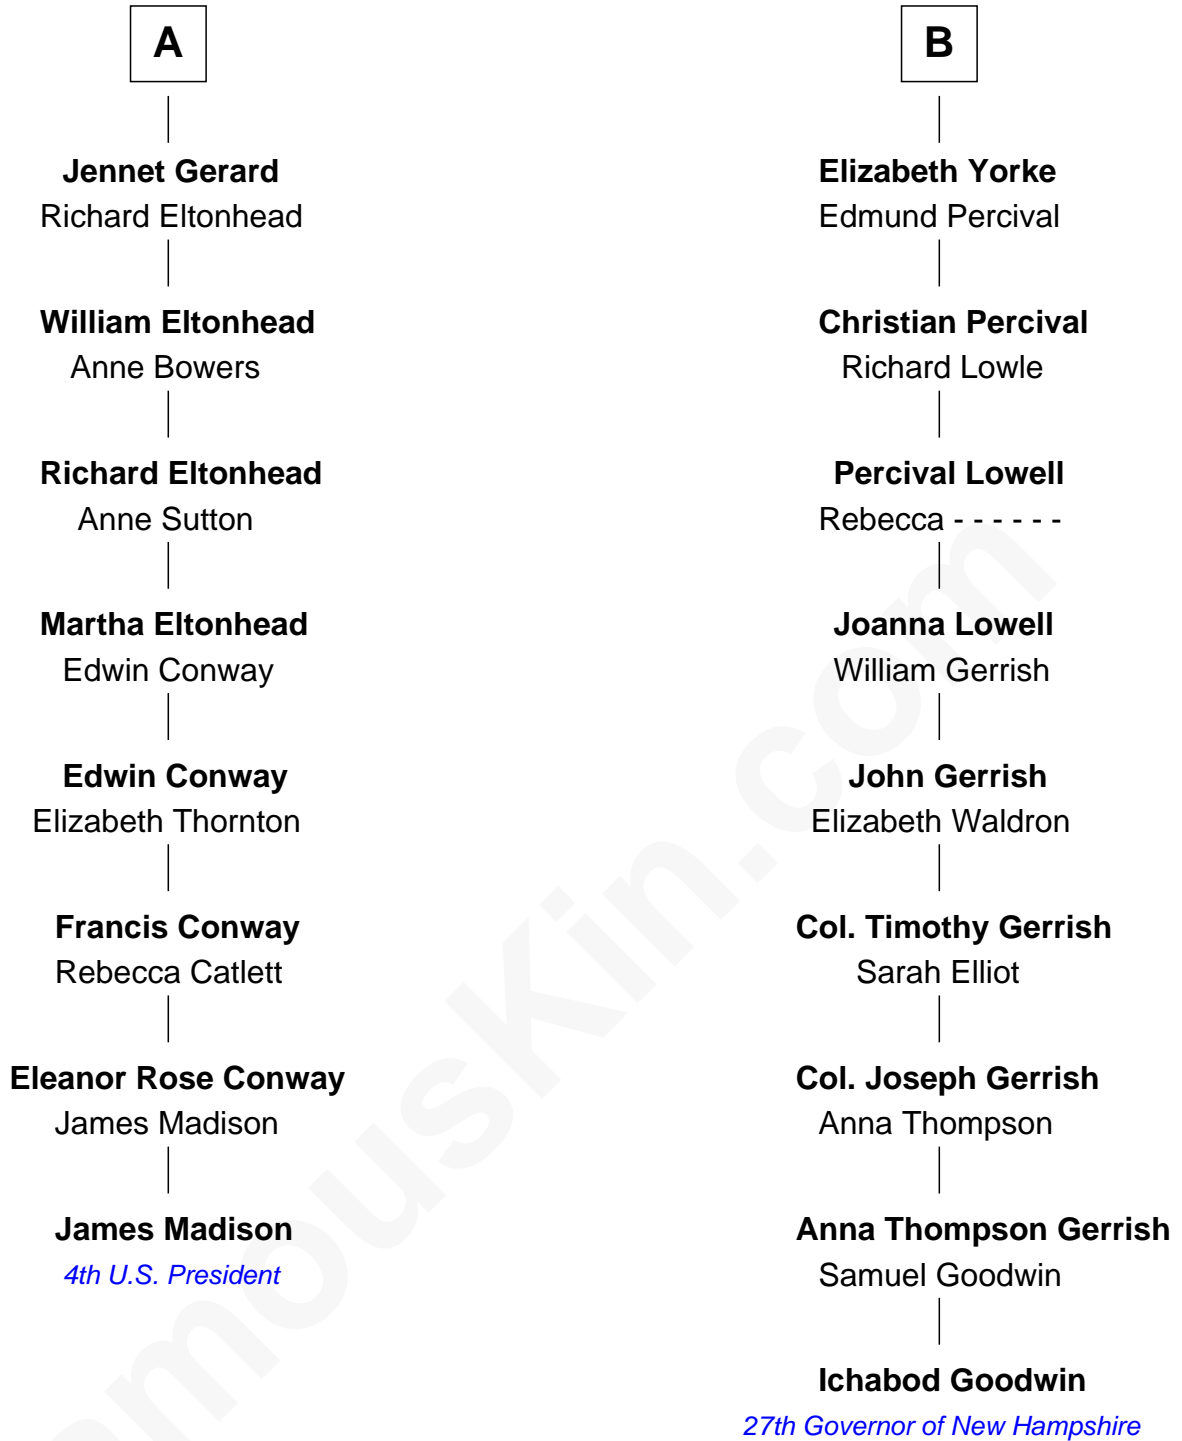 A
Jennet Gerard
Richard Eltonhead
William Eltonhead
Anne Bowers
Richard Eltonhead
Anne Sutton
Martha Eltonhead
Edwin Conway
Edwin Conway
Elizabeth Thornton
Francis Conway
Rebecca Catlett
Eleanor Rose Conway
James Madison
James Madison
4th U.S. President
B
Elizabeth Yorke
Edmund Percival
Christian Percival
Richard Lowle
Percival Lowell
Rebecca - - - - - -
Joanna Lowell
William Gerrish
John Gerrish
Elizabeth Waldron
Col. Timothy Gerrish
Sarah Elliot
Col. Joseph Gerrish
Anna Thompson
Anna Thompson Gerrish
Samuel Goodwin
Ichabod Goodwin
27th Governor of New Hampshire
amousKin.com